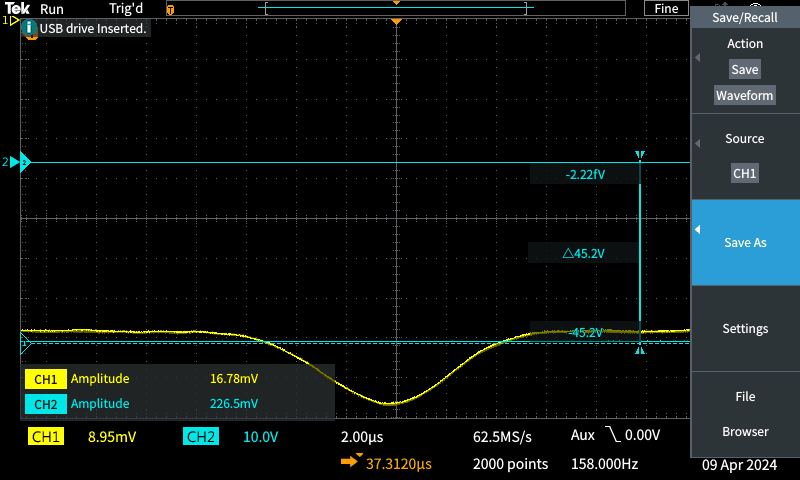 Tek Run Trig'd Fine
USB drive Inserted.
Save/Recall
Action
Save
Waveform
Source
CH1
Save As
Settings
File
Browser
1
2
2
-2.22fV
△45.2V
-45.2V
1
CH1 Amplitude 16.78mV
CH2 Amplitude 226.5mV
CH1 8.95mV CH2 10.0V 2.00µs 62.5MS/s Aux 0.00V
37.3120µs 2000 points 158.000Hz 09 Apr 2024